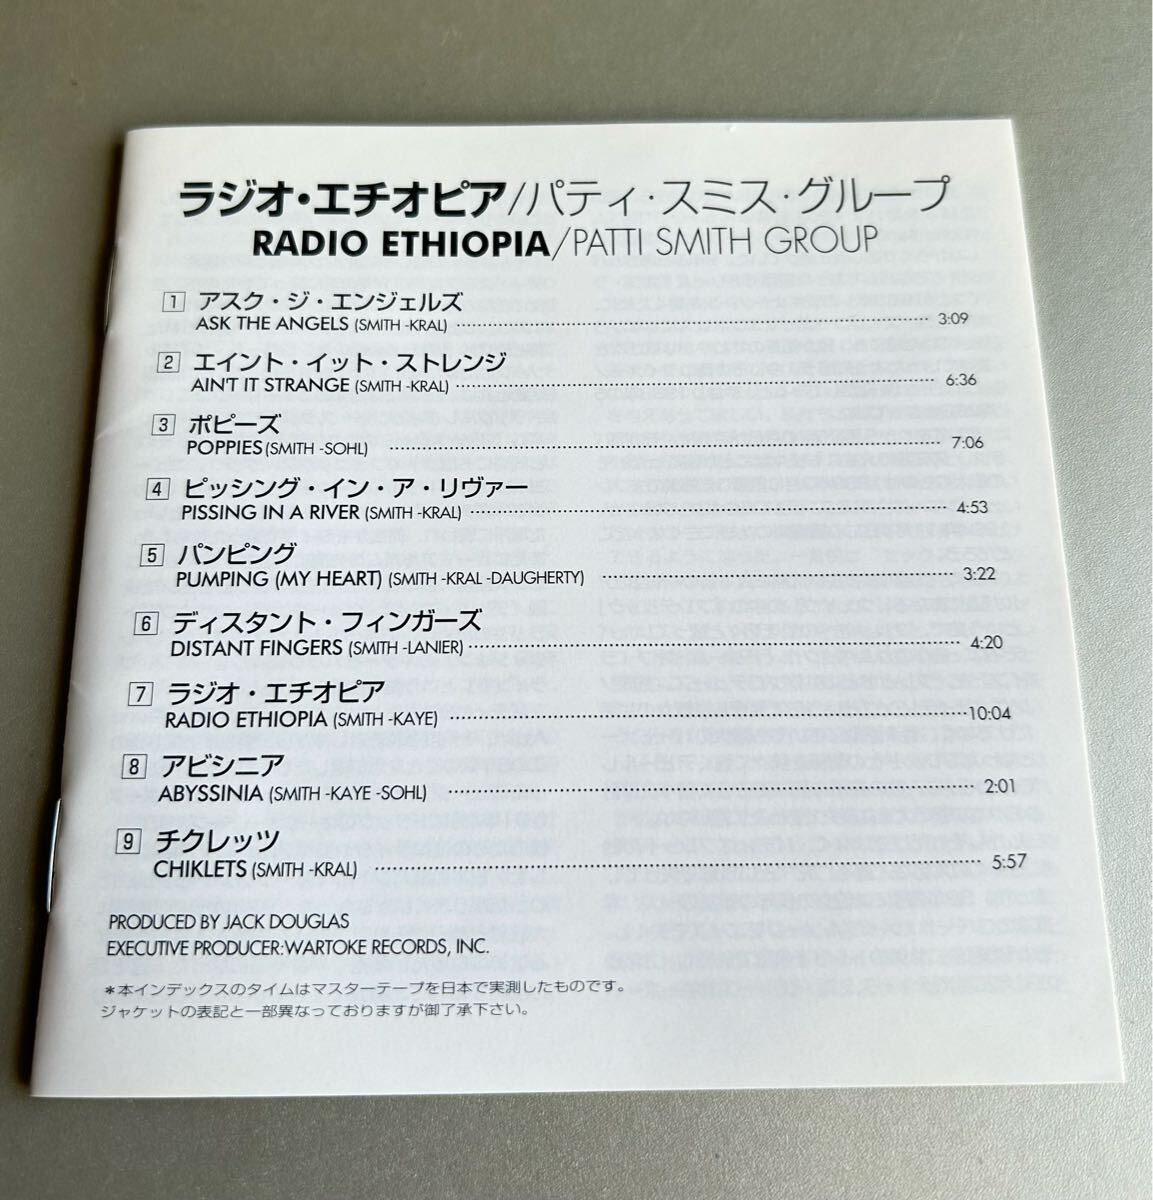 ラジオ・エチオピア/パティ・スミス・グループ
RADIO ETHIOPIA/PATTI SMITH GROUP
1 アスク・ジ・エンジェルズ
ASK THE ANGELS (SMITH -KRAL) 3:09
2 エイント・イット・ストレンジ
AIN'T IT STRANGE (SMITH -KRAL) 6:36
3 ポピーズ
POPPIES (SMITH -SOHL) 7:06
4 ピッシング・イン・ア・リヴァー
PISSING IN A RIVER (SMITH -KRAL) 4:53
5 パンピング
PUMPING (MY HEART) (SMITH -KRAL -DAUGHERTY) 3:22
6 ディスタント・フィンガーズ
DISTANT FINGERS (SMITH -LANIER) 4:20
7 ラジオ・エチオピア
RADIO ETHIOPIA (SMITH -KAYE) 10:04
8 アビシニア
ABYSSINIA (SMITH -KAYE -SOHL) 2:01
9 チクレッツ
CHIKLETS (SMITH -KRAL) 5:57
PRODUCED BY JACK DOUGLAS
EXECUTIVE PRODUCER:WARTOKE RECORDS, INC.
＊本インデックスのタイムはマスターテープを日本で実測したものです。
ジャケットの表記と一部異なっておりますが御了承下さい。